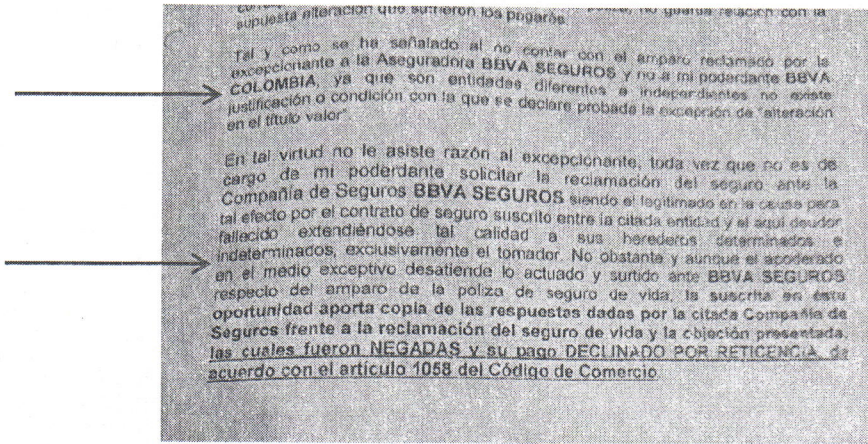 no guarda relación con la
supuesta alteración que sufrieron los pagarés.
Tal y como se ha señalado al no contar con el amparo reclamado por la
excepcionante a la Aseguradora BBVA SEGUROS y no a mi poderdante BBVA
COLOMBIA, ya que son entidades diferentes e independientes no existe
justificación o condición con la que se declare probada la excepción de "alteración
en el título valor"
En tal virtud no le asiste razón al excepcionante, toda vez que no es de
cargo de mi poderdante solicitar la reclamación del seguro ante la
Compañía de Seguros BBVA SEGUROS siendo el legitimado en la causa para
tal efecto por el contrato de seguro suscrito entre la citada entidad y el aquí deudor
fallecido extendiéndose tal calidad a sus herederos determinados e
indeterminados, exclusivamente el tomador. No obstante y aunque el apoderado
en el medio exceptivo desatiende lo actuado y surtido ante BBVA SEGUROS
respecto del amparo de la poliza de seguro de vida, la suscrita en ésta
oportunidad aporta copia de las respuestas dadas por la citada Compañía de
Seguros frente a la reclamación del seguro de vida y la objeción presentada,
las cuales fueron NEGADAS y su pago DECLINADO POR RETICENCIA, de
acuerdo con el artículo 1058 del Código de Comercio.